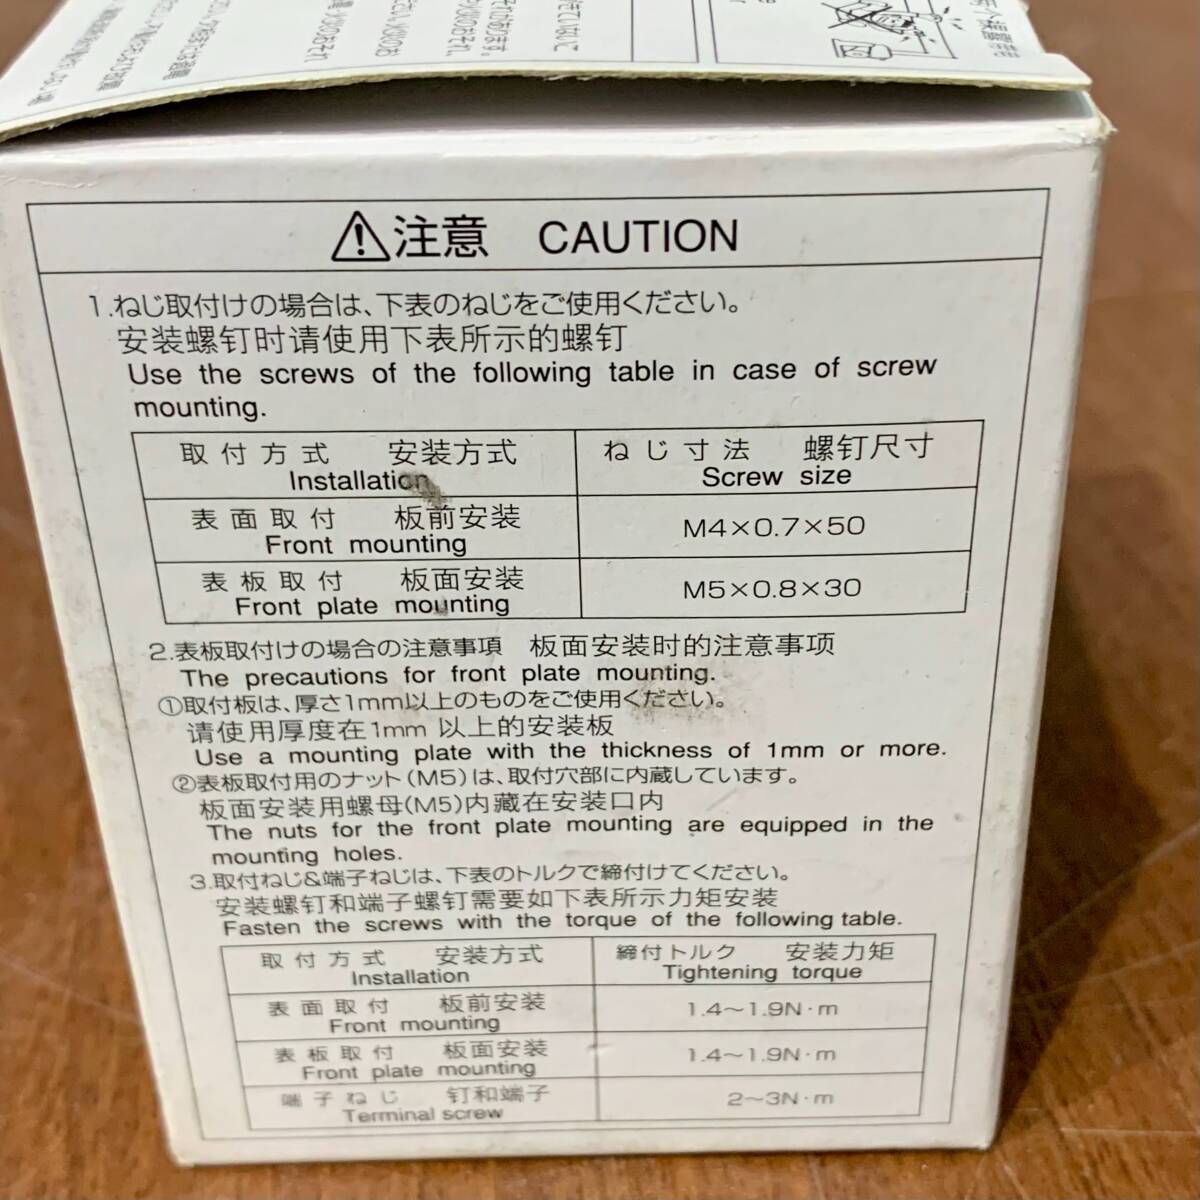 ⚠注意 CAUTION
1.ねじ取付けの場合は、下表のねじをご使用ください。
安装螺钉时请使用下表所示的螺钉
Use the screws of the following table in case of screw
mounting.
取付方式 安装方式
Installation
ねじ寸法 螺钉尺寸
Screw size
表面取付 板前安装
Front mounting
M4×0.7×50
表板取付 板面安装
Front plate mounting
M5×0.8×30
2.表板取付けの場合の注意事項 板面安装时的注意事项
The precautions for front plate mounting.
①取付板は、厚さ1mm以上のものをご使用ください。
请使用厚度在1mm 以上的安装板
Use a mounting plate with the thickness of 1mm or more.
②表板取付用のナット(M5)は、取付穴部に内蔵しています。
板面安装用螺母(M5)内藏在安装口内
The nuts for the front plate mounting are equipped in the
mounting holes.
3.取付ねじ&端子ねじは、下表のトルクで締付けてください。
安装螺钉和端子螺钉需要如下表所示力矩安装
Fasten the screws with the torque of the following table.
取付方式 安装方式
Installation
締付トルク 安装力矩
Tightening torque
表面取付 板前安装
Front mounting
1.4~1.9N·m
表板取付 板面安装
Front plate mounting
1.4~1.9N·m
端子ねじ 钉和端子
Terminal screw
2~3N·m